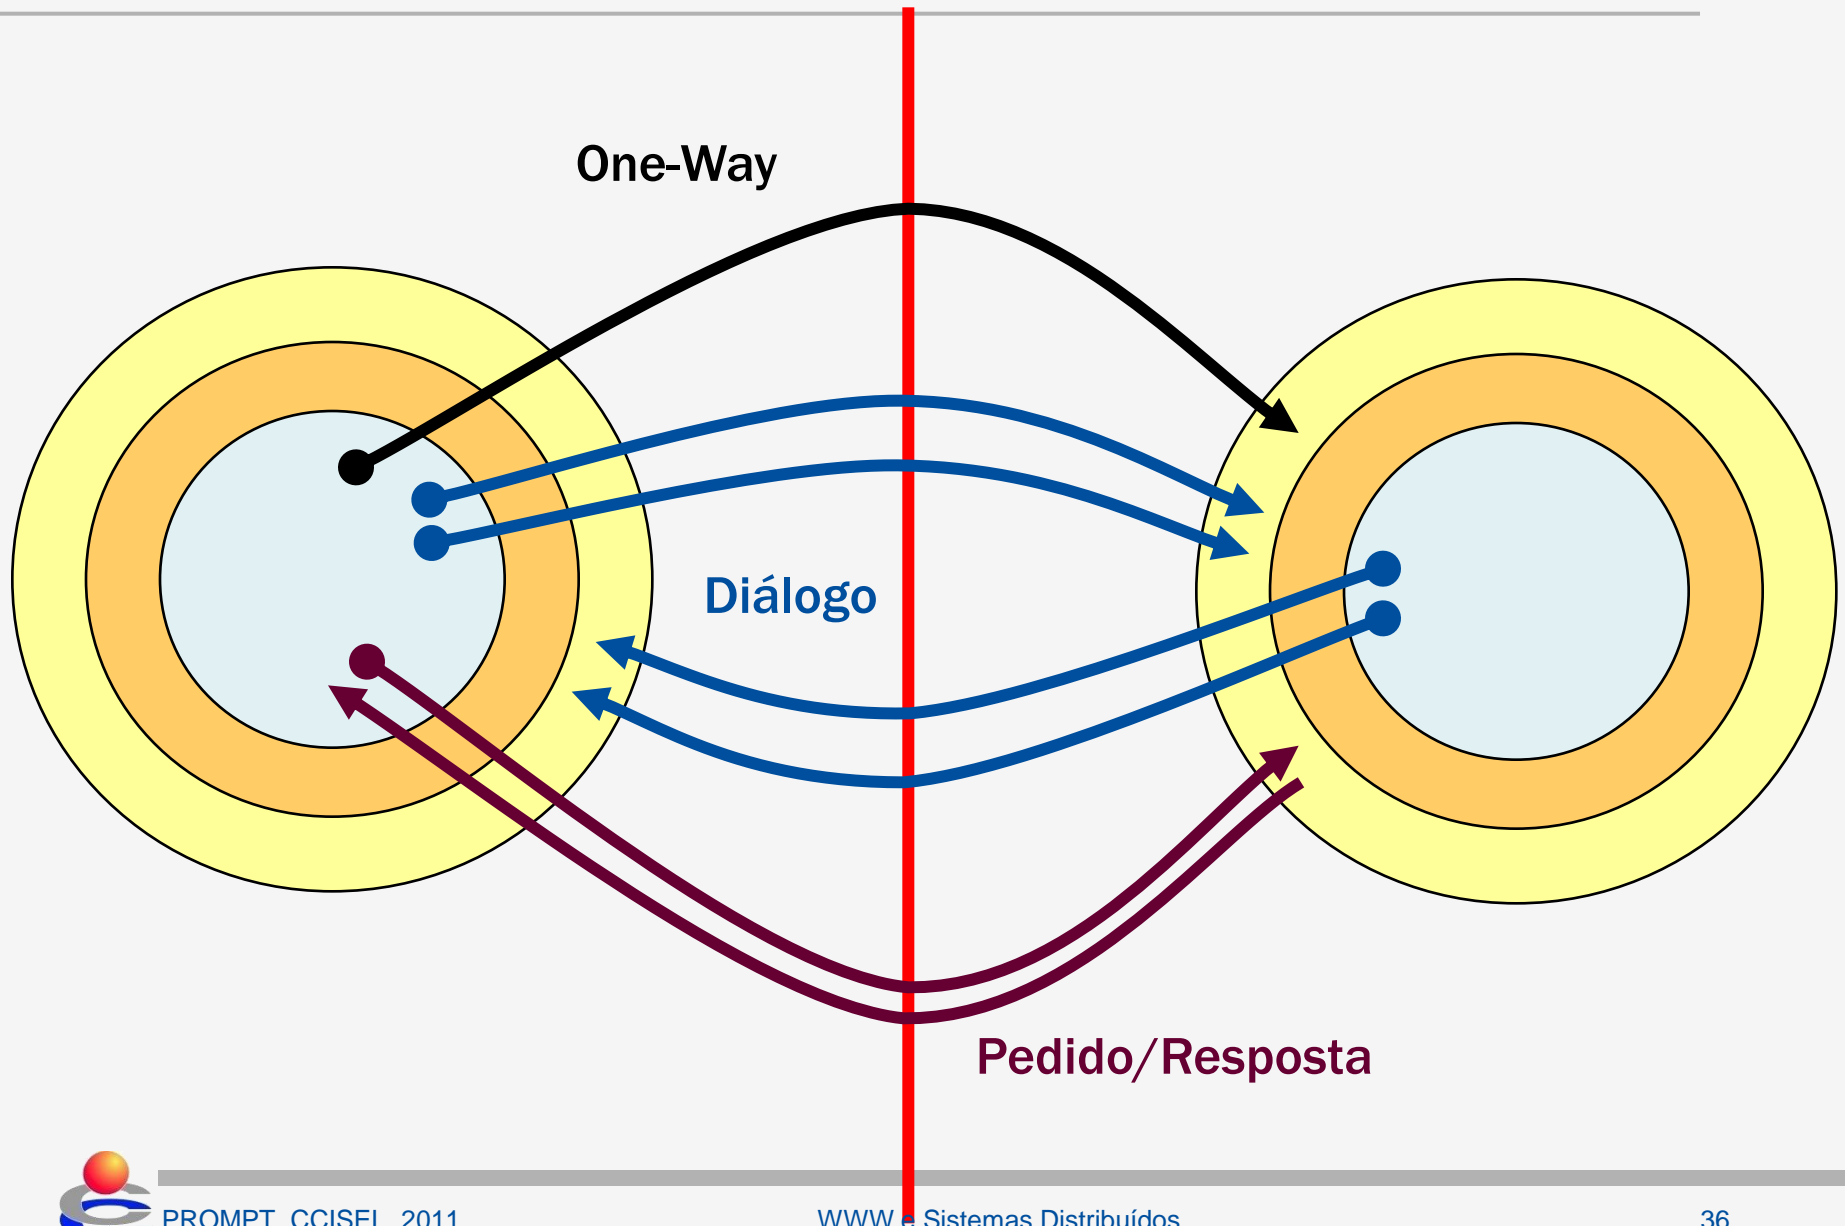 One-Way
Diálogo
Pedido/Resposta
PROMPT, CCISEL, 2011
WWW e Sistemas Distribuídos
36